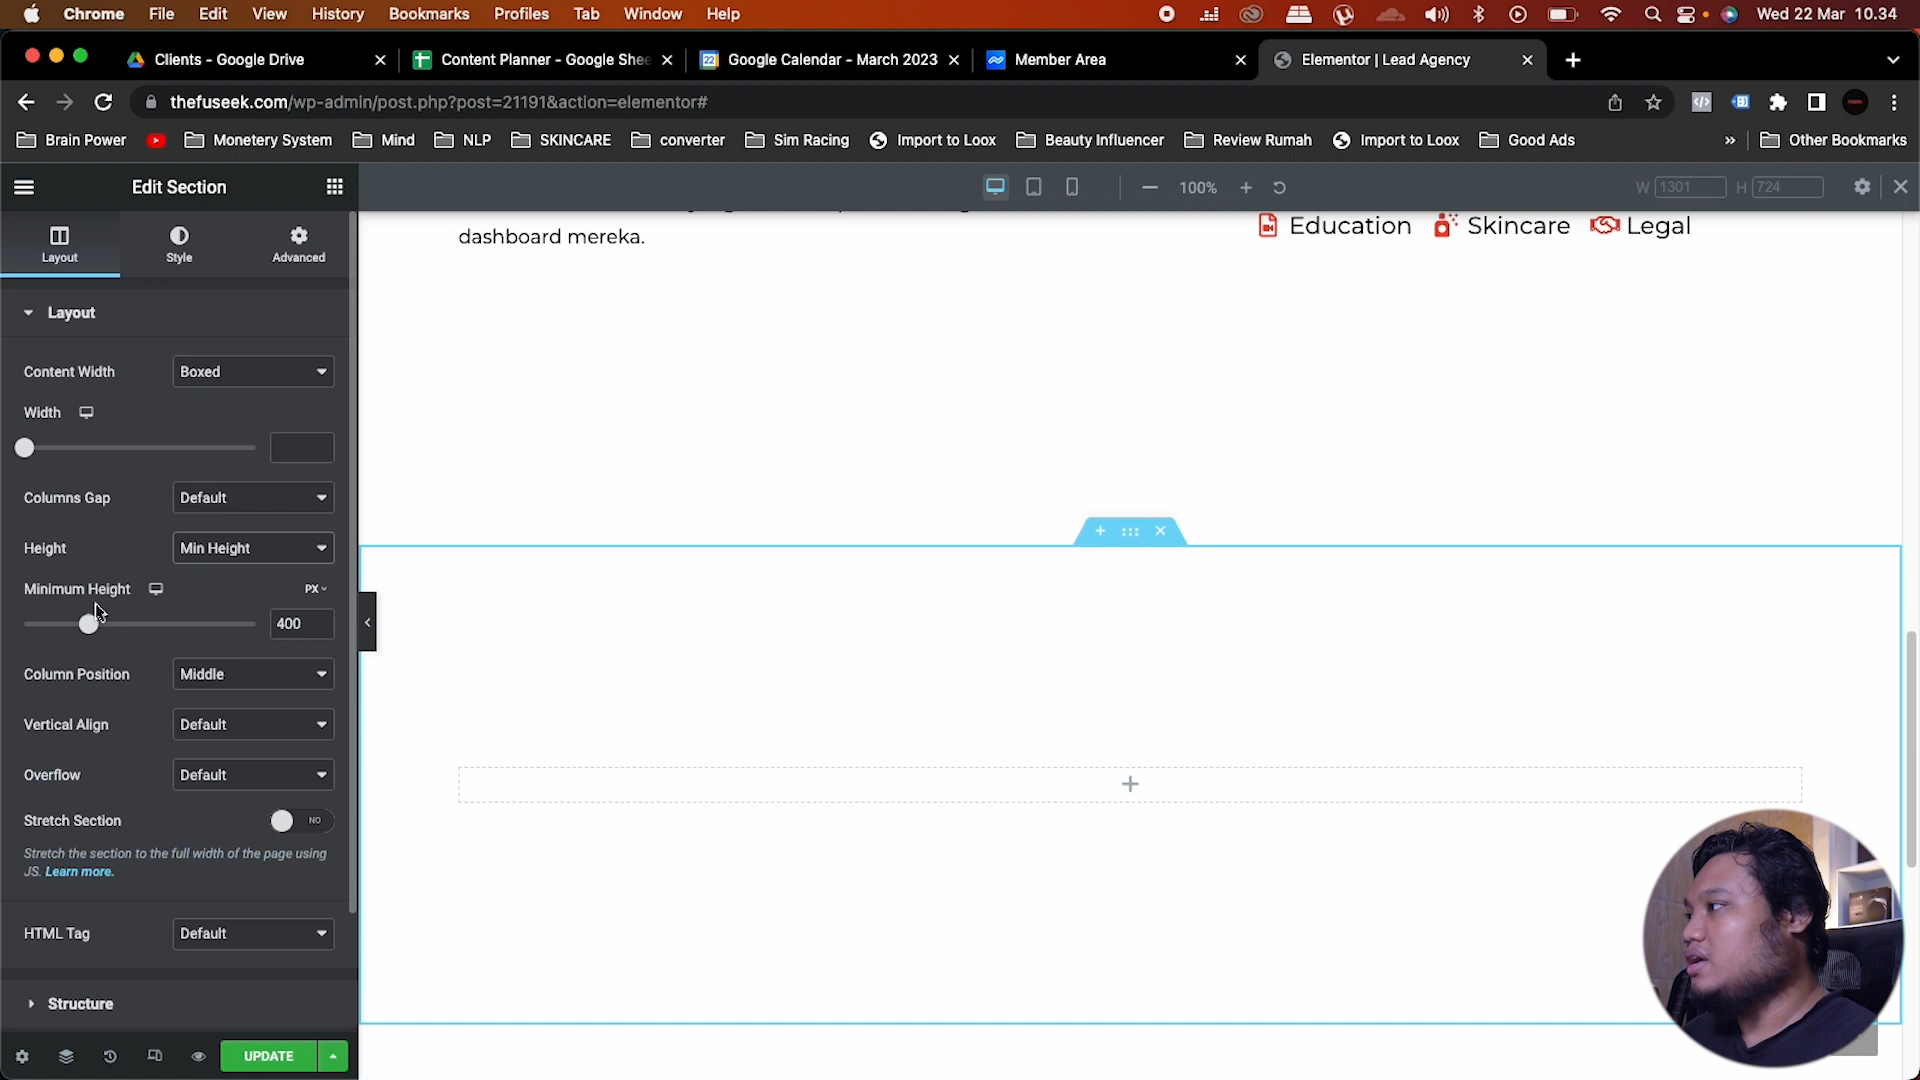 Chrome File Edit View History Bookmarks Profiles Tab Window Help Wed 22 Mar 10.34
Clients - Google Drive
Content Planner - Google Shee
Google Calendar - March 2023
Member Area
Elementor | Lead Agency
thefuseek.com/wp-admin/post.php?post=21191&action=elementor#
Brain Power Monetery System Mind NLP SKINCARE converter Sim Racing Import to Loox Beauty Influencer Review Rumah Import to Loox Good Ads » Other Bookmarks
Edit Section
100%
W 1301 H 724
Layout
Style
Advanced
dashboard mereka.
Education Skincare Legal
Layout
Content Width Boxed
Width
Columns Gap Default
Height Min Height
Minimum Height PX
400
Column Position Middle
Vertical Align Default
Overflow Default
Stretch Section NO
Stretch the section to the full width of the page using
JS. Learn more.
HTML Tag Default
Structure
UPDATE